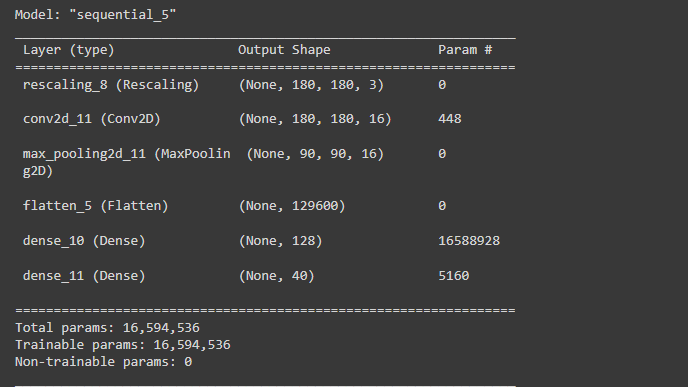 Model: "sequential_5"
Layer (type) Output Shape Param #
rescaling_8 (Rescaling) (None, 180, 180, 3) 0
conv2d_11 (Conv2D) (None, 180, 180, 16) 448
max_pooling2d_11 (MaxPoolin (None, 90, 90, 16) 0
g2D)
flatten_5 (Flatten) (None, 129600) 0
dense_10 (Dense) (None, 128) 16588928
dense_11 (Dense) (None, 40) 5160
Total params: 16,594,536
Trainable params: 16,594,536
Non-trainable params: 0